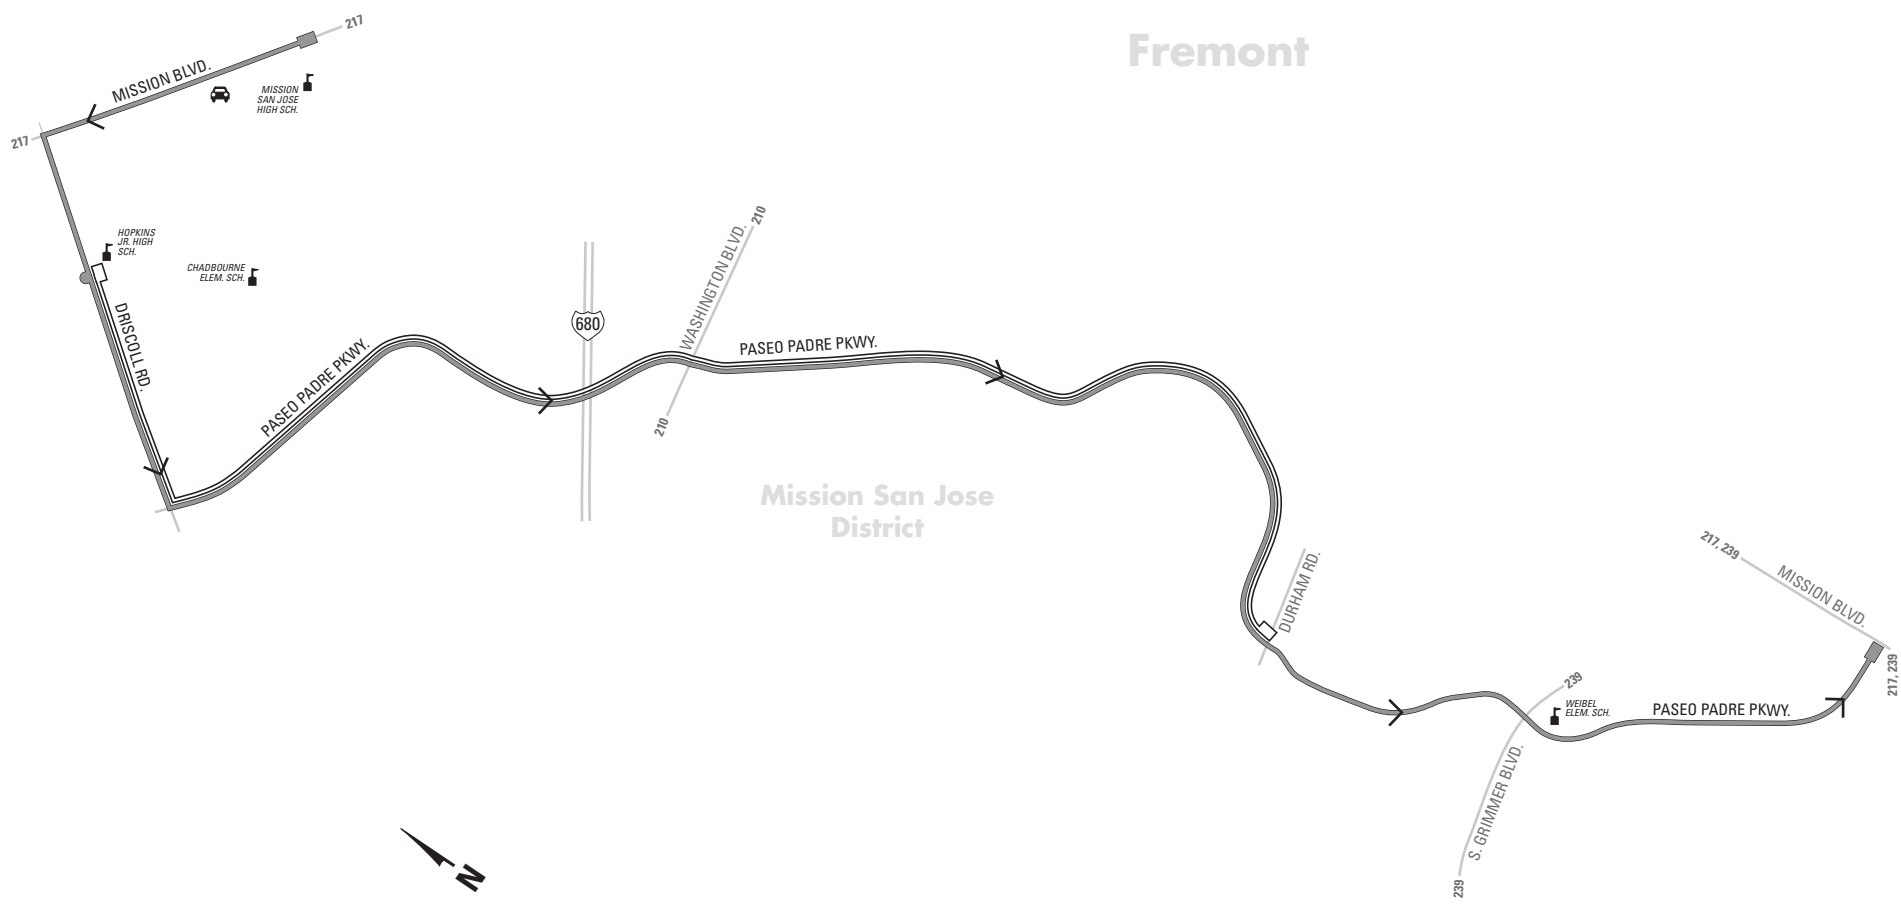 217
Fremont
MISSION BLVD.
MISSION
SAN JOSE
HIGH SCH.
217
HOPKINS
JR. HIGH
SCH.
CHADBOURNE
ELEM. SCH.
210
WASHINGTON BLVD.
680
DRISCOLL RD.
PASEO PADRE PKWY.
PASEO PADRE PKWY.
210
Mission San Jose
District
217, 239
MISSION BLVD.
DURHAM RD.
217, 239
239
WEIBEL
ELEM. SCH.
PASEO PADRE PKWY.
S. GRIMMER BLVD.
239
N